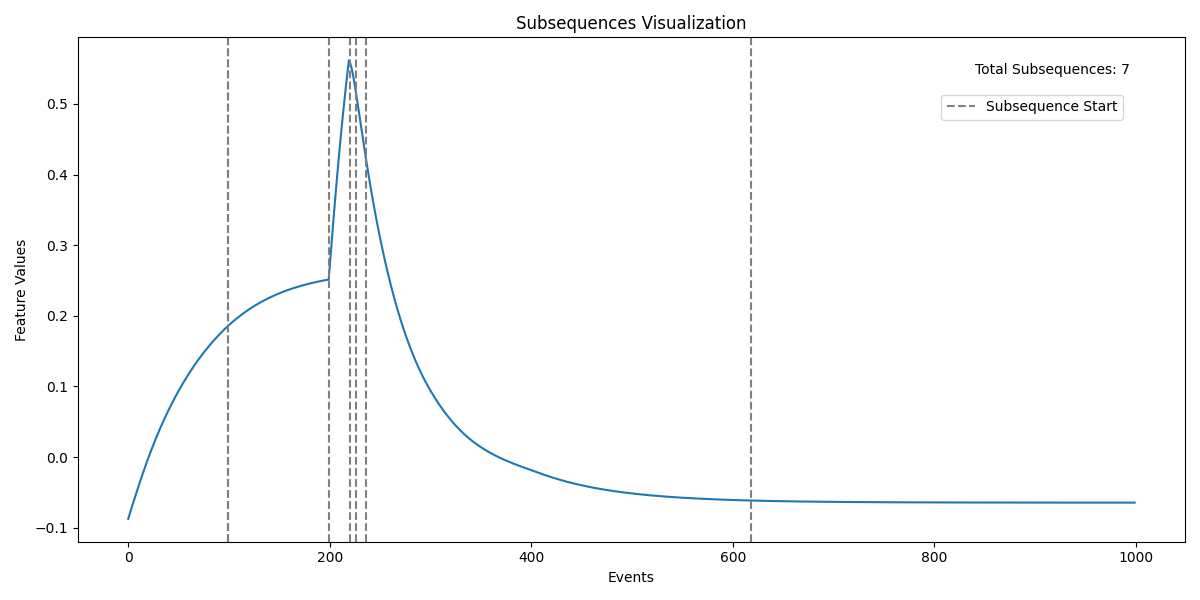 Subsequences Visualization
Total Subsequences: 7
Subsequence Start
Feature Values
0.5
0.4
0.3
0.2
0.1
0.0
−0.1
0 200 400 600 800 1000
Events